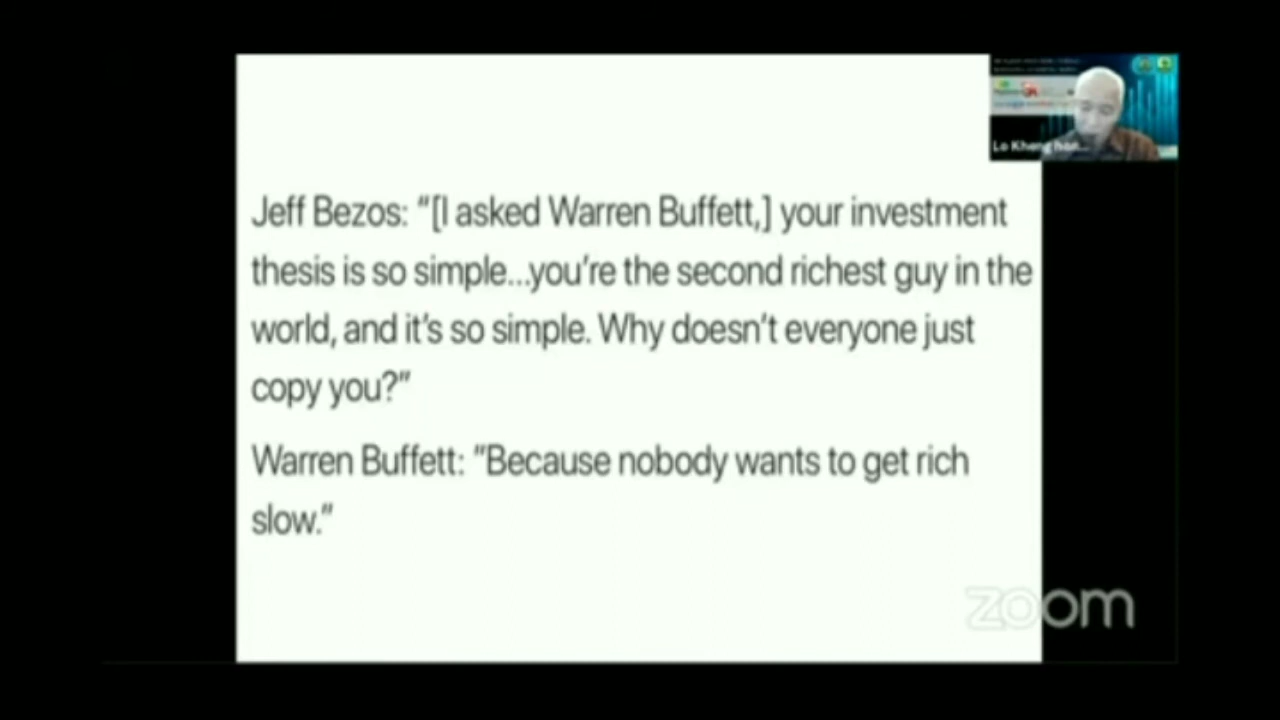 Jeff Bezos: “[I asked Warren Buffett,] your investment
thesis is so simple...you’re the second richest guy in the
world, and it’s so simple. Why doesn’t everyone just
copy you?”
Warren Buffett: “Because nobody wants to get rich
slow.”
Lo Kheng
zoom